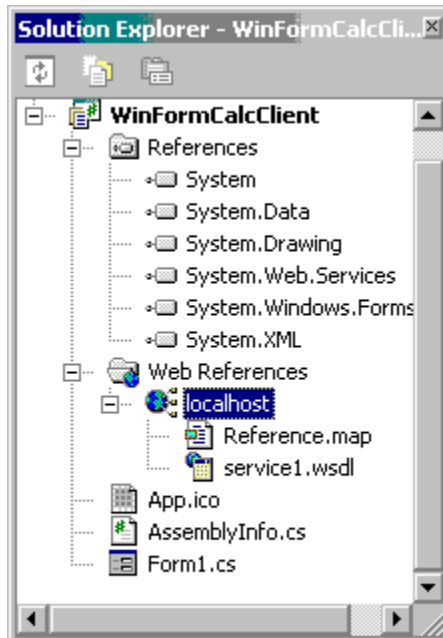 Solution Explorer - WinFormCalcCli...
WinFormCalcClient
References
System
System.Data
System.Drawing
System.Web.Services
System.Windows.Forms
System.XML
Web References
localhost
Reference.map
service1.wsdl
App.ico
AssemblyInfo.cs
Form1.cs